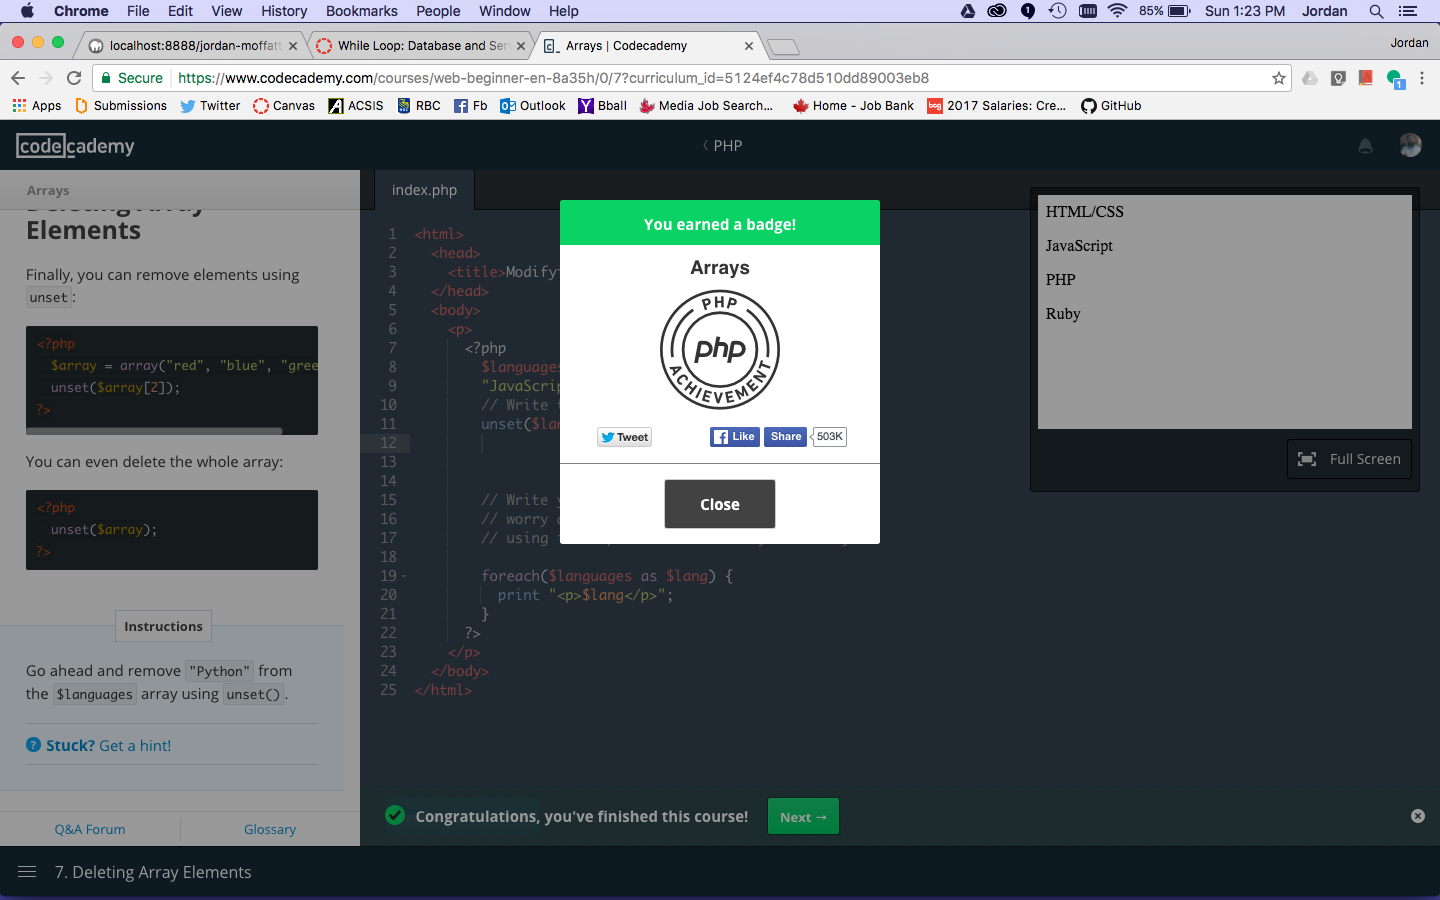 Chrome File Edit View History Bookmarks People Window Help 85% Sun 1:23 PM Jordan
localhost:8888/jordan-moffat
While Loop: Database and Ser
Arrays | Codecademy
Jordan
Secure https://www.codecademy.com/courses/web-beginner-en-8a35h/0/7?curriculum_id=5124ef4c78d510dd89003eb8
Apps Submissions Twitter Canvas ACSIS RBC Fb Outlook Bball Media Job Search... Home - Job Bank 2017 Salaries: Cre... GitHub
codecademy
PHP
Arrays
Deleting Array
Elements
Finally, you can remove elements using
unset:
<?php
$array = array("red", "blue", "gree
unset($array[2]);
?>
You can even delete the whole array:
<?php
unset($array);
?>
Instructions
Go ahead and remove "Python" from
the $languages array using unset().
? Stuck? Get a hint!
Q&A Forum Glossary
7. Deleting Array Elements
index.php
1 <html>
2 <head>
3 <title>Modify
4 </head>
5 <body>
6 <p>
7 <?php
8 $languages
9 "JavaScrip
10 // Write
11 unset($lan
12
13
14
15 // Write
16 //
17 // using
18
19 foreach($languages as $lang) {
20 print "<p>$lang</p>";
21 }
22 ?>
23 </p>
24 </body>
25 </html>
You earned a badge!
Arrays
PHP
php
ACHIEVEMENT
Tweet Like Share 503K
Close
HTML/CSS
JavaScript
PHP
Ruby
Full Screen
Congratulations, you've finished this course! Next →